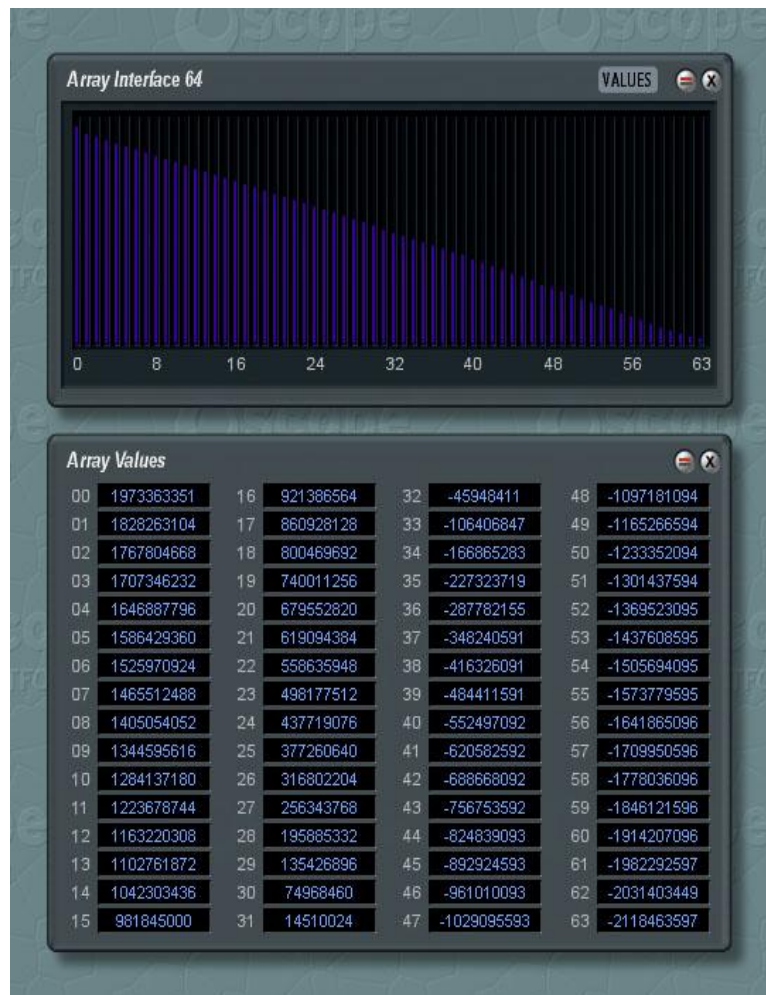 Oscope
Array Interface 64 VALUES
0 8 16 24 32 40 48 56 63
Oscope
Array Values
00 1973363351 16 921386564 32 -45948411 48 -1097181094
01 1828263104 17 860928128 33 -106406847 49 -1165266594
02 1767804668 18 800469692 34 -166865283 50 -1233352094
03 1707346232 19 740011256 35 -227323719 51 -1301437594
04 1646887796 20 679552820 36 -287782155 52 -1369523095
05 1586429360 21 619094384 37 -348240591 53 -1437608595
06 1525970924 22 558635948 38 -416326091 54 -1505694095
07 1465512488 23 498177512 39 -484411591 55 -1573779595
08 1405054052 24 437719076 40 -552497092 56 -1641865096
09 1344595616 25 377260640 41 -620582592 57 -1709950596
10 1284137180 26 316802204 42 -688668092 58 -1778036096
11 1223678744 27 256343768 43 -756753592 59 -1846121596
12 1163220308 28 195885332 44 -824839093 60 -1914207096
13 1102761872 29 135426896 45 -892924593 61 -1982292597
14 1042303436 30 74968460 46 -961010093 62 -2031403449
15 981845000 31 14510024 47 -1029095593 63 -2118463597